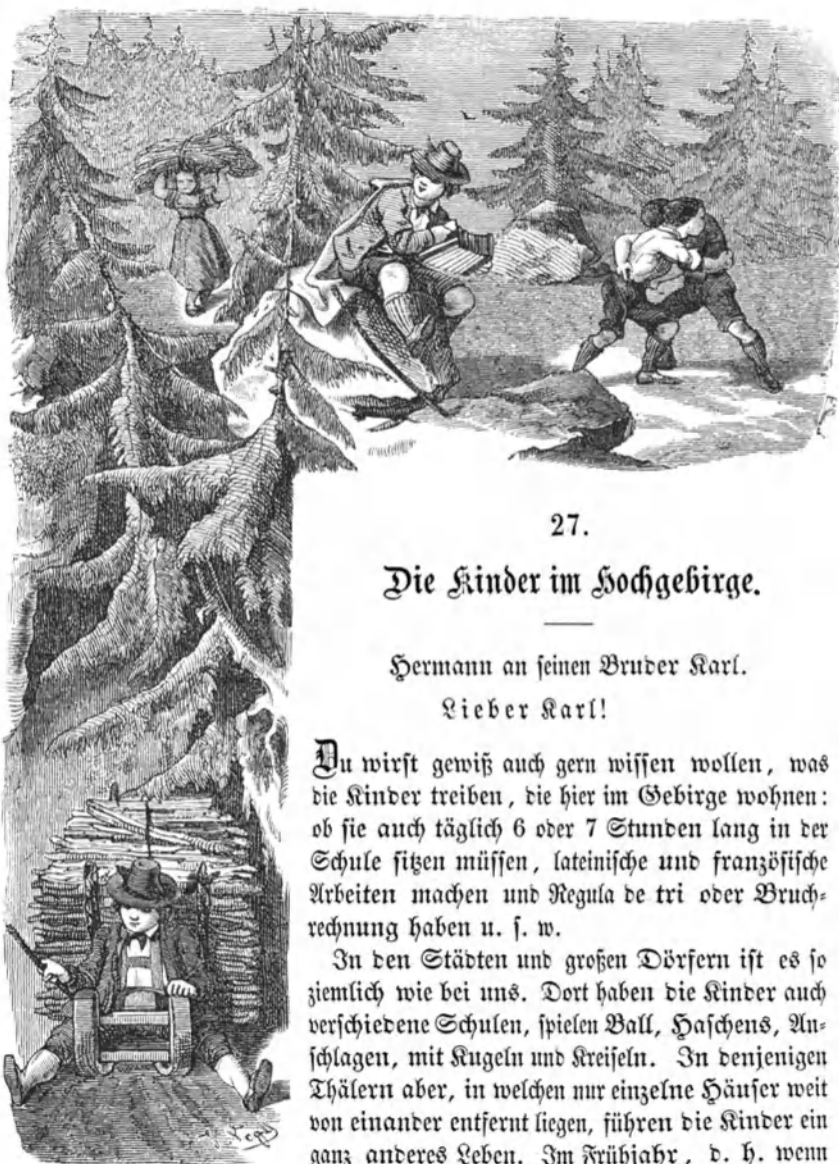 27.
Die Kinder im Hochgebirge.
Hermann an seinen Bruder Karl.
Lieber Karl!
Du wirst gewiß auch gern wissen wollen, was
die Kinder treiben, die hier im Gebirge wohnen:
ob sie auch täglich 6 oder 7 Stunden lang in der
Schule sitzen müssen, lateinische und französische
Arbeiten machen und Regula de tri oder Bruch-
rechnung haben u. s. w.
In den Städten und großen Dörfern ist es so
ziemlich wie bei uns. Dort haben die Kinder auch
verschiedene Schulen, spielen Ball, Haschens, An-
schlagen, mit Kugeln und Kreiseln. In denjenigen
Thälern aber, in welchen nur einzelne Häuser weit
von einander entfernt liegen, führen die Kinder ein
ganz anderes Leben. Im Frühjahr, d. h. wenn